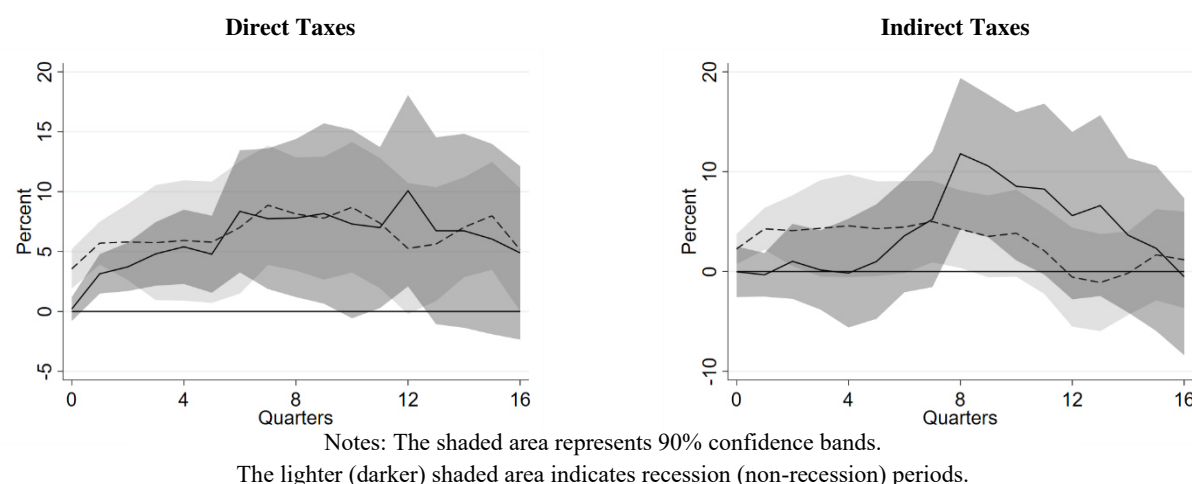 Direct Taxes
20
15
10
5
0
-5
Percent
0 4 8 12 16
Quarters
Indirect Taxes
20
10
0
-10
Percent
0 4 8 12 16
Quarters
Notes: The shaded area represents 90% confidence bands.
The lighter (darker) shaded area indicates recession (non-recession) periods.